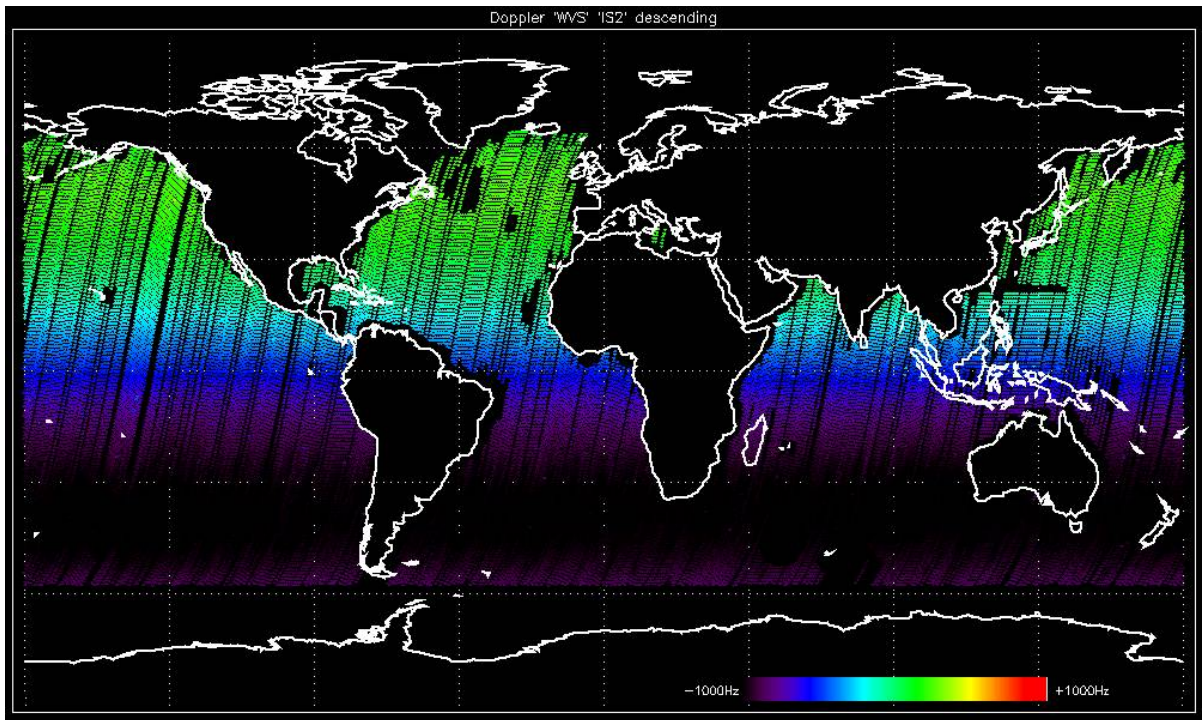 Doppler 'WVS' 'IS2' descending
−1000Hz +1000Hz